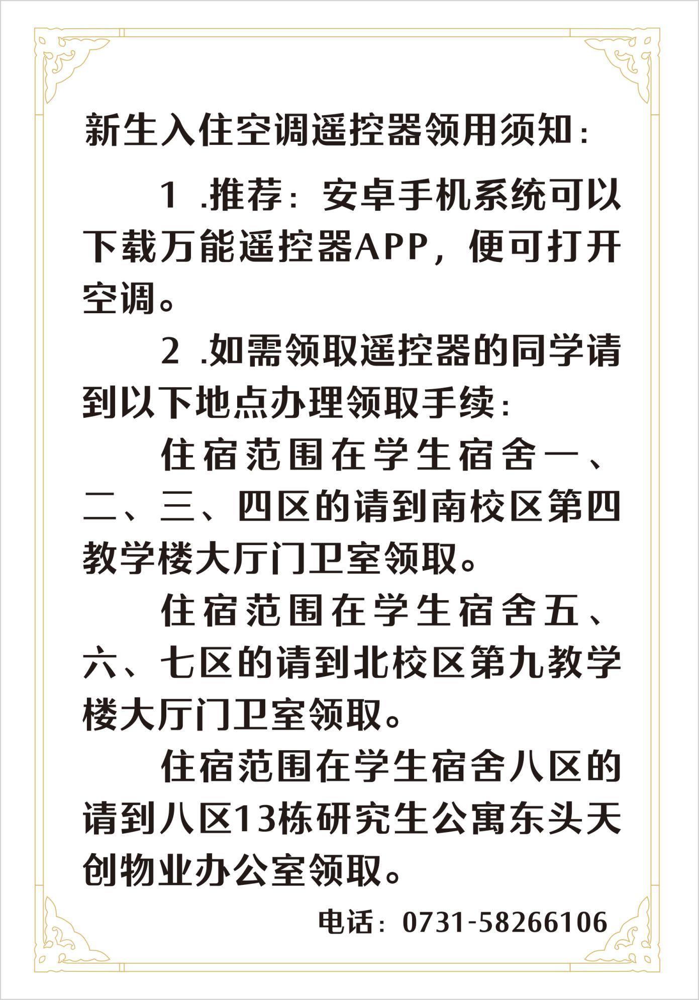 新生入住空调遥控器领用须知：
1 .推荐：安卓手机系统可以
下载万能遥控器APP，便可打开
空调。
2 .如需领取遥控器的同学请
到以下地点办理领取手续：
住宿范围在学生宿舍一、
二、三、四区的请到南校区第四
教学楼大厅门卫室领取。
住宿范围在学生宿舍五、
六、七区的请到北校区第九教学
楼大厅门卫室领取。
住宿范围在学生宿舍八区的
请到八区13栋研究生公寓东头天
创物业办公室领取。
电话：0731-58266106